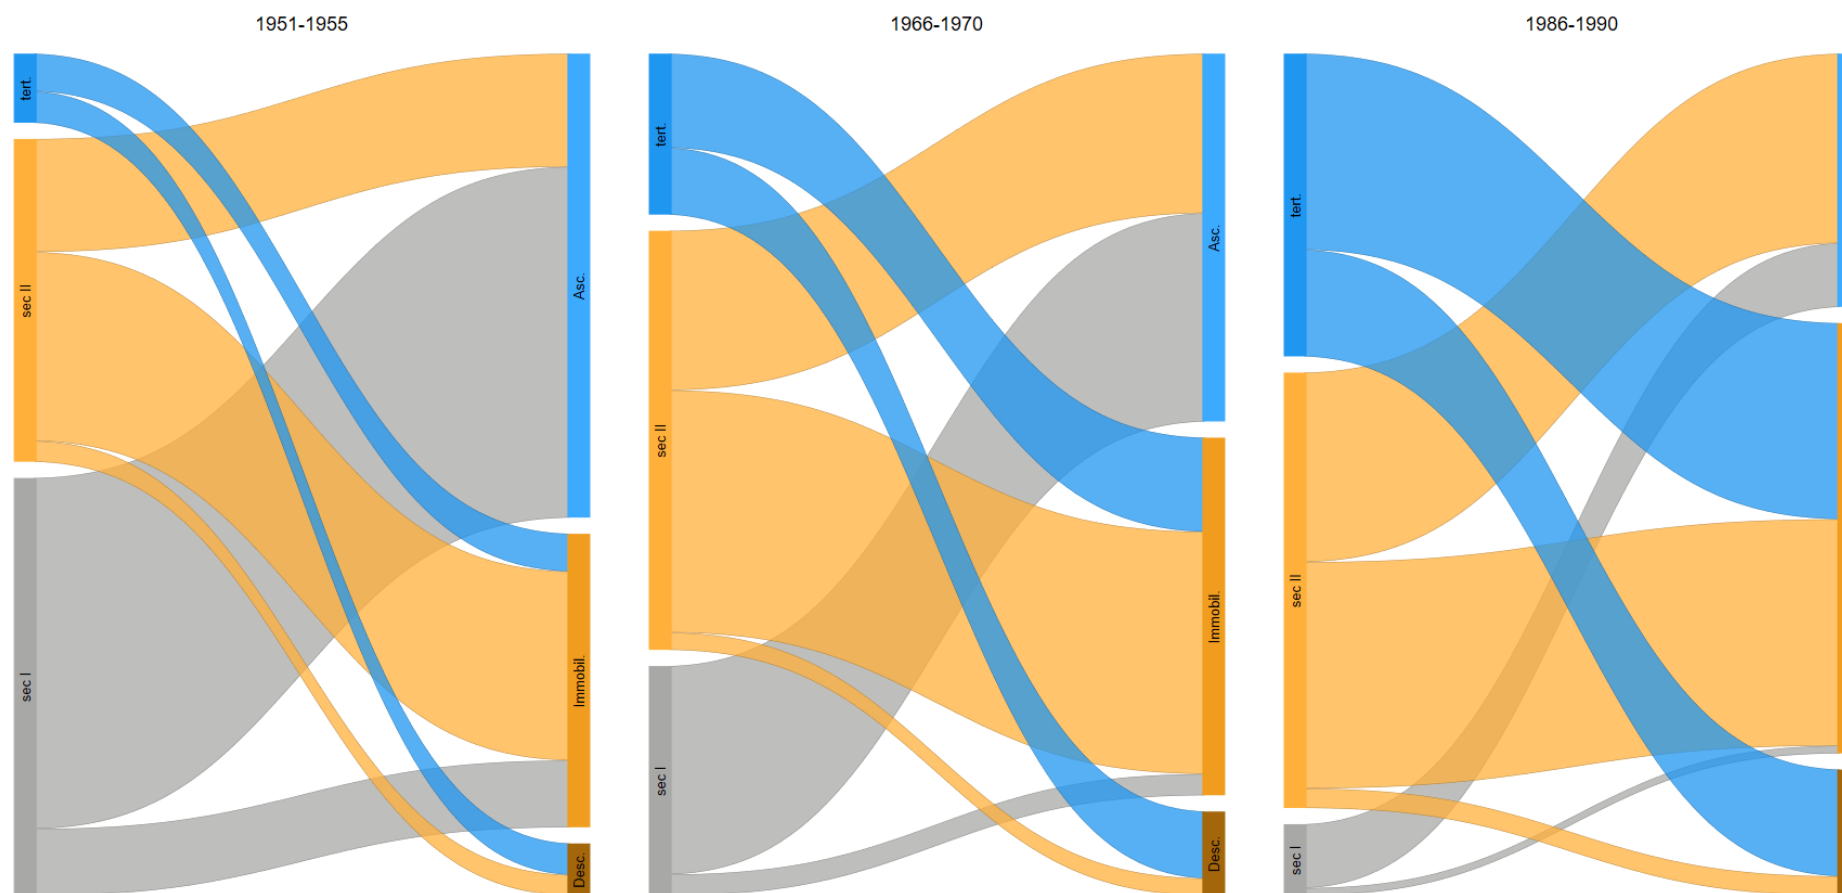 1951-1955
tert.
sec II
sec I
Asc.
Immobil.
Desc.
1966-1970
tert.
sec II
sec I
Asc.
Immobil.
Desc.
1986-1990
tert.
sec II
sec I